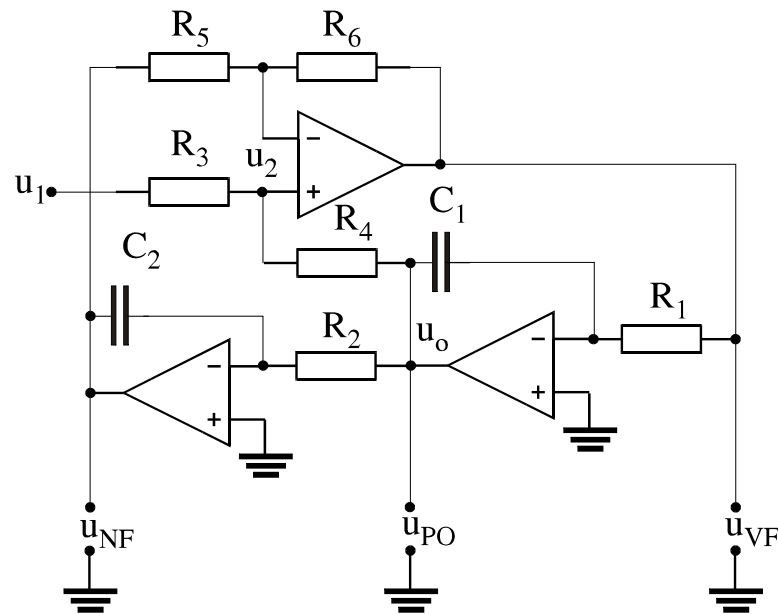 R5 R6
R3 u2 −
u1 +
R4 C1
C2
R2 uo − R1
− +
+
uNF uPO uVF